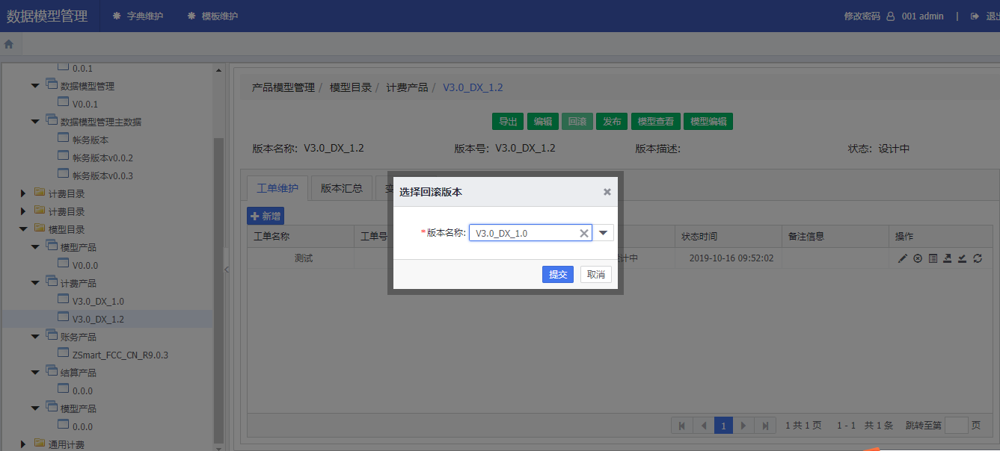 数据模型管理 字典维护 模板维护 修改密码 001 admin | 退出
0.0.1
数据模型管理
V0.0.1
数据模型管理主数据
帐务版本
帐务版本v0.0.2
帐务版本v0.0.3
计费目录
计费目录
模型目录
模型产品
V0.0.0
计费产品
V3.0_DX_1.0
V3.0_DX_1.2
账务产品
ZSmart_FCC_CN_R9.0.3
结算产品
0.0.0
模型产品
0.0.0
通用计费
产品模型管理 / 模型目录 / 计费产品 / V3.0_DX_1.2
导出 编辑 回滚 发布 模型查看 模型编辑
版本名称: V3.0_DX_1.2 版本号: V3.0_DX_1.2 版本描述: 状态: 设计中
工单维护 版本汇总 变
新增
工单名称 工单号 状态时间 备注信息 操作
测试 计中 2019-10-16 09:52:02
选择回滚版本
*版本名称: V3.0_DX_1.0
提交 取消
1 1 共 1 页 1 - 1 共 1 条 跳转至第 页